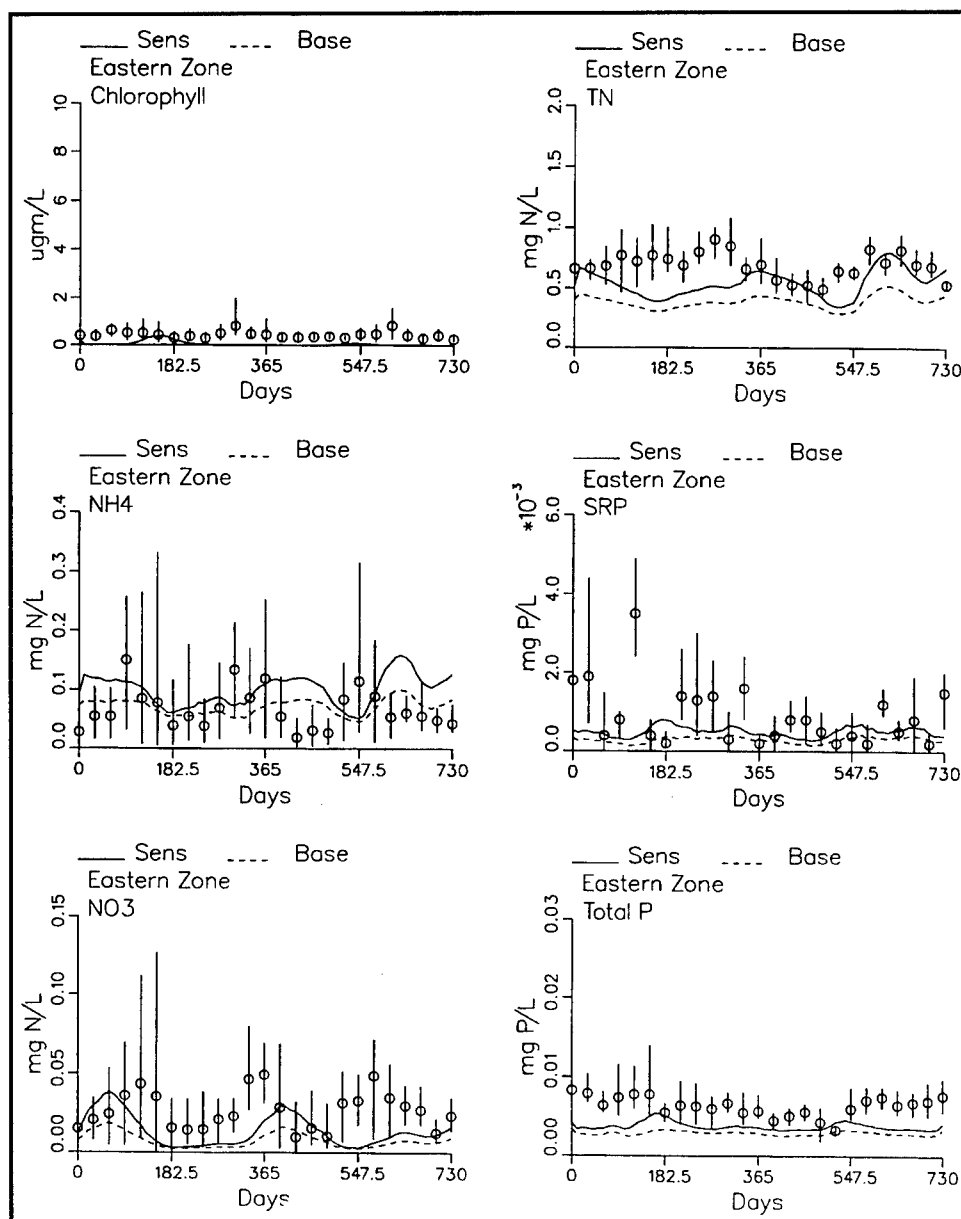 Sens Base
Eastern Zone
Chlorophyll
10
8
6
4
2
0
ugm/L
0 182.5 365 547.5 730
Days
Sens Base
Eastern Zone
TN
2.0
1.5
1.0
0.5
0.0
mg N/L
0 182.5 365 547.5 730
Days
Sens Base
Eastern Zone
NH4
0.4
0.3
0.2
0.1
0.0
mg N/L
0 182.5 365 547.5 730
Days
Sens Base
Eastern Zone
SRP
*10⁻³
6.0
4.0
2.0
0.0
mg P/L
0 182.5 365 547.5 730
Days
Sens Base
Eastern Zone
NO3
0.15
0.10
0.05
0.00
mg N/L
0 182.5 365 547.5 730
Days
Sens Base
Eastern Zone
Total P
0.03
0.02
0.01
0.00
mg P/L
0 182.5 365 547.5 730
Days